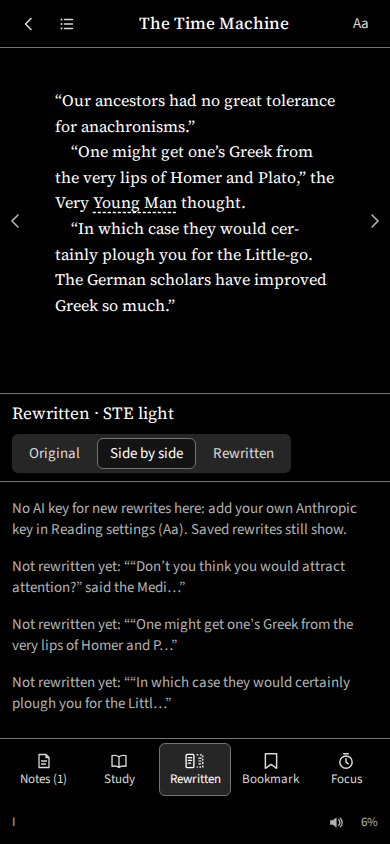 The Time Machine
Aa
“Our ancestors had no great tolerance
for anachronisms.”
“One might get one’s Greek from
the very lips of Homer and Plato,” the
Very Young Man thought.
“In which case they would cer-
tainly plough you for the Little-go.
The German scholars have improved
Greek so much.”
Rewritten · STE light
Original
Side by side
Rewritten
No AI key for new rewrites here: add your own Anthropic
key in Reading settings (Aa). Saved rewrites still show.
Not rewritten yet: ““Don’t you think you would attract
attention?” said the Medi…”
Not rewritten yet: ““One might get one’s Greek from the
very lips of Homer and P…”
Not rewritten yet: ““In which case they would certainly
plough you for the Littl…”
Notes (1)
Study
Rewritten
Bookmark
Focus
I
6%